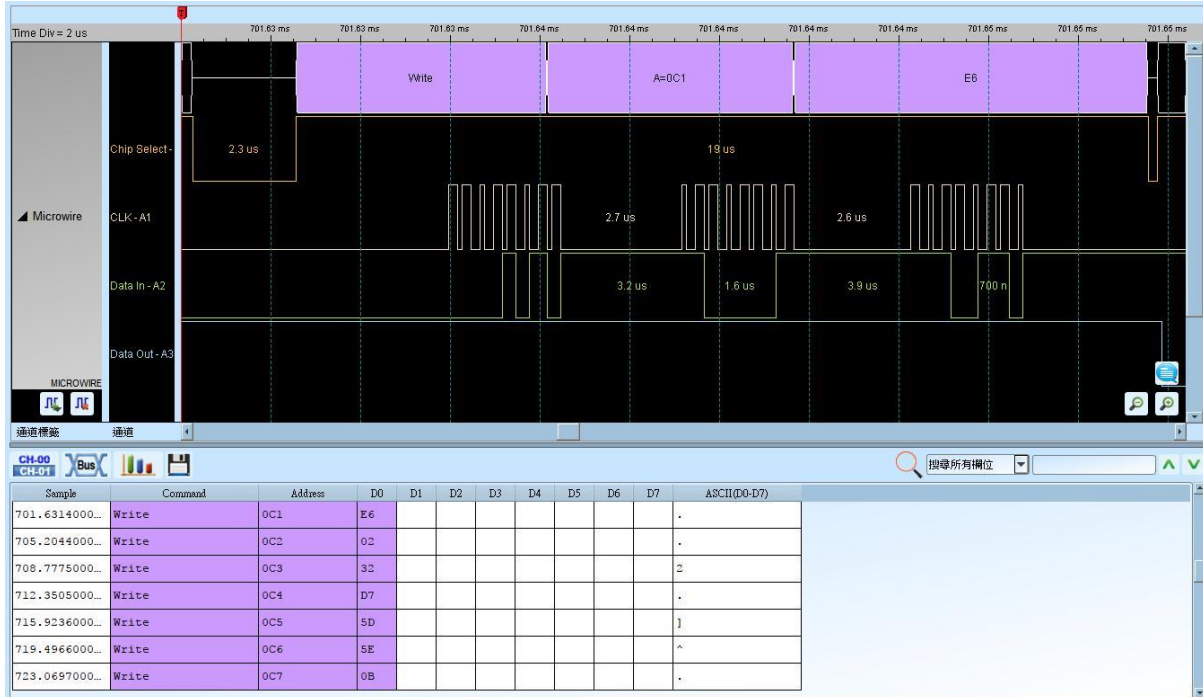 Time Div = 2 us
701.63 ms 701.63 ms 701.63 ms 701.64 ms 701.64 ms 701.64 ms 701.64 ms 701.64 ms 701.65 ms 701.65 ms 701.65 ms
Write A=0C1 E6
Chip Select - 2.3 us 19 us
Microwire CLK - A1 2.7 us 2.6 us
Data In - A2 3.2 us 1.6 us 3.9 us 700 n
Data Out - A3
MICROWIRE
通道標籤 通道
CH-00
CH-01 Bus 搜尋所有欄位
Sample Command Address D0 D1 D2 D3 D4 D5 D6 D7 ASCII(D0-D7)
701.6314000... Write 0C1 E6 .
705.2044000... Write 0C2 02 .
708.7775000... Write 0C3 32 2
712.3505000... Write 0C4 D7 .
715.9236000... Write 0C5 5D ]
719.4966000... Write 0C6 5E ^
723.0697000... Write 0C7 0B .